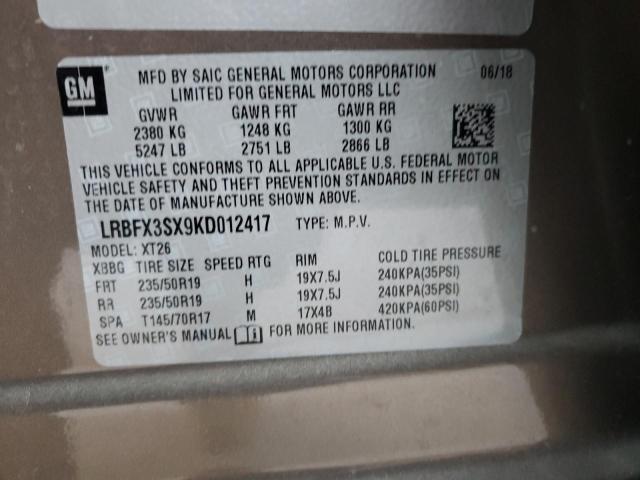 GM
MFD BY SAIC GENERAL MOTORS CORPORATION 06/18
LIMITED FOR GENERAL MOTORS LLC
GVWR GAWR FRT GAWR RR
2380 KG 1248 KG 1300 KG
5247 LB 2751 LB 2866 LB
THIS VEHICLE CONFORMS TO ALL APPLICABLE U.S. FEDERAL MOTOR
VEHICLE SAFETY AND THEFT PREVENTION STANDARDS IN EFFECT ON
THE DATE OF MANUFACTURE SHOWN ABOVE.
LRBFX3SX9KD012417 TYPE: M.P.V.
MODEL: XT26
XBBG TIRE SIZE SPEED RTG RIM COLD TIRE PRESSURE
FRT 235/50R19 H 19X7.5J 240KPA(35PSI)
RR 235/50R19 H 19X7.5J 240KPA(35PSI)
SPA T145/70R17 M 17X4B 420KPA(60PSI)
SEE OWNER'S MANUAL FOR MORE INFORMATION.